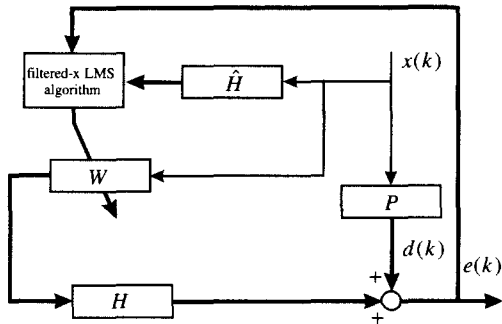 filtered-x LMS
algorithm
Ĥ
x(k)
W
P
d(k)
e(k)
+
H
+